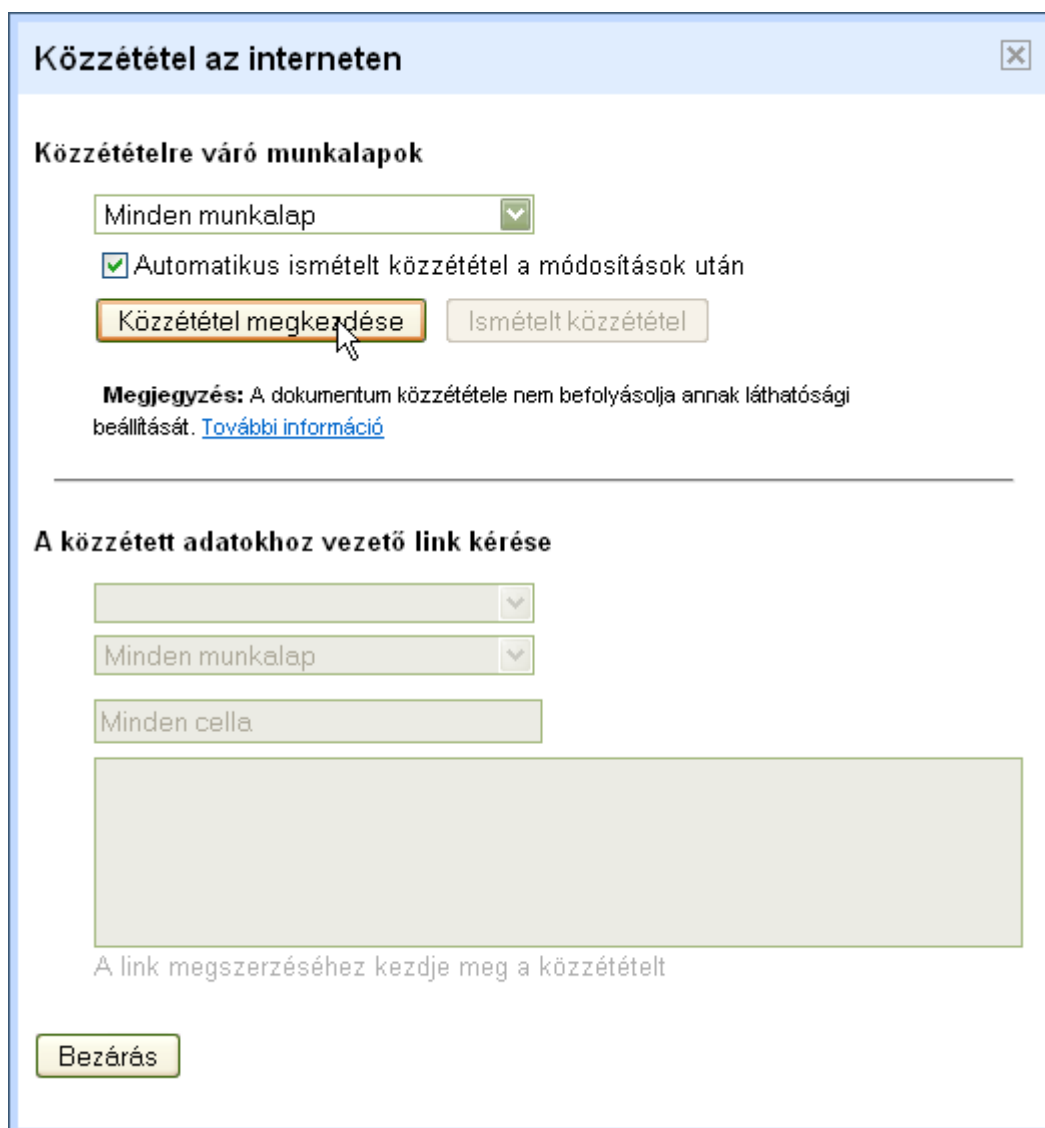 Közzététel az interneten
Közzétételre váró munkalapok
Minden munkalap
Automatikus ismételt közzététel a módosítások után
Közzététel megkezdése
Ismételt közzététel
Megjegyzés: A dokumentum közzététele nem befolyásolja annak láthatósági
beállítását. További információ
A közzétett adatokhoz vezető link kérése
Minden munkalap
Minden cella
A link megszerzéséhez kezdje meg a közzétételt
Bezárás